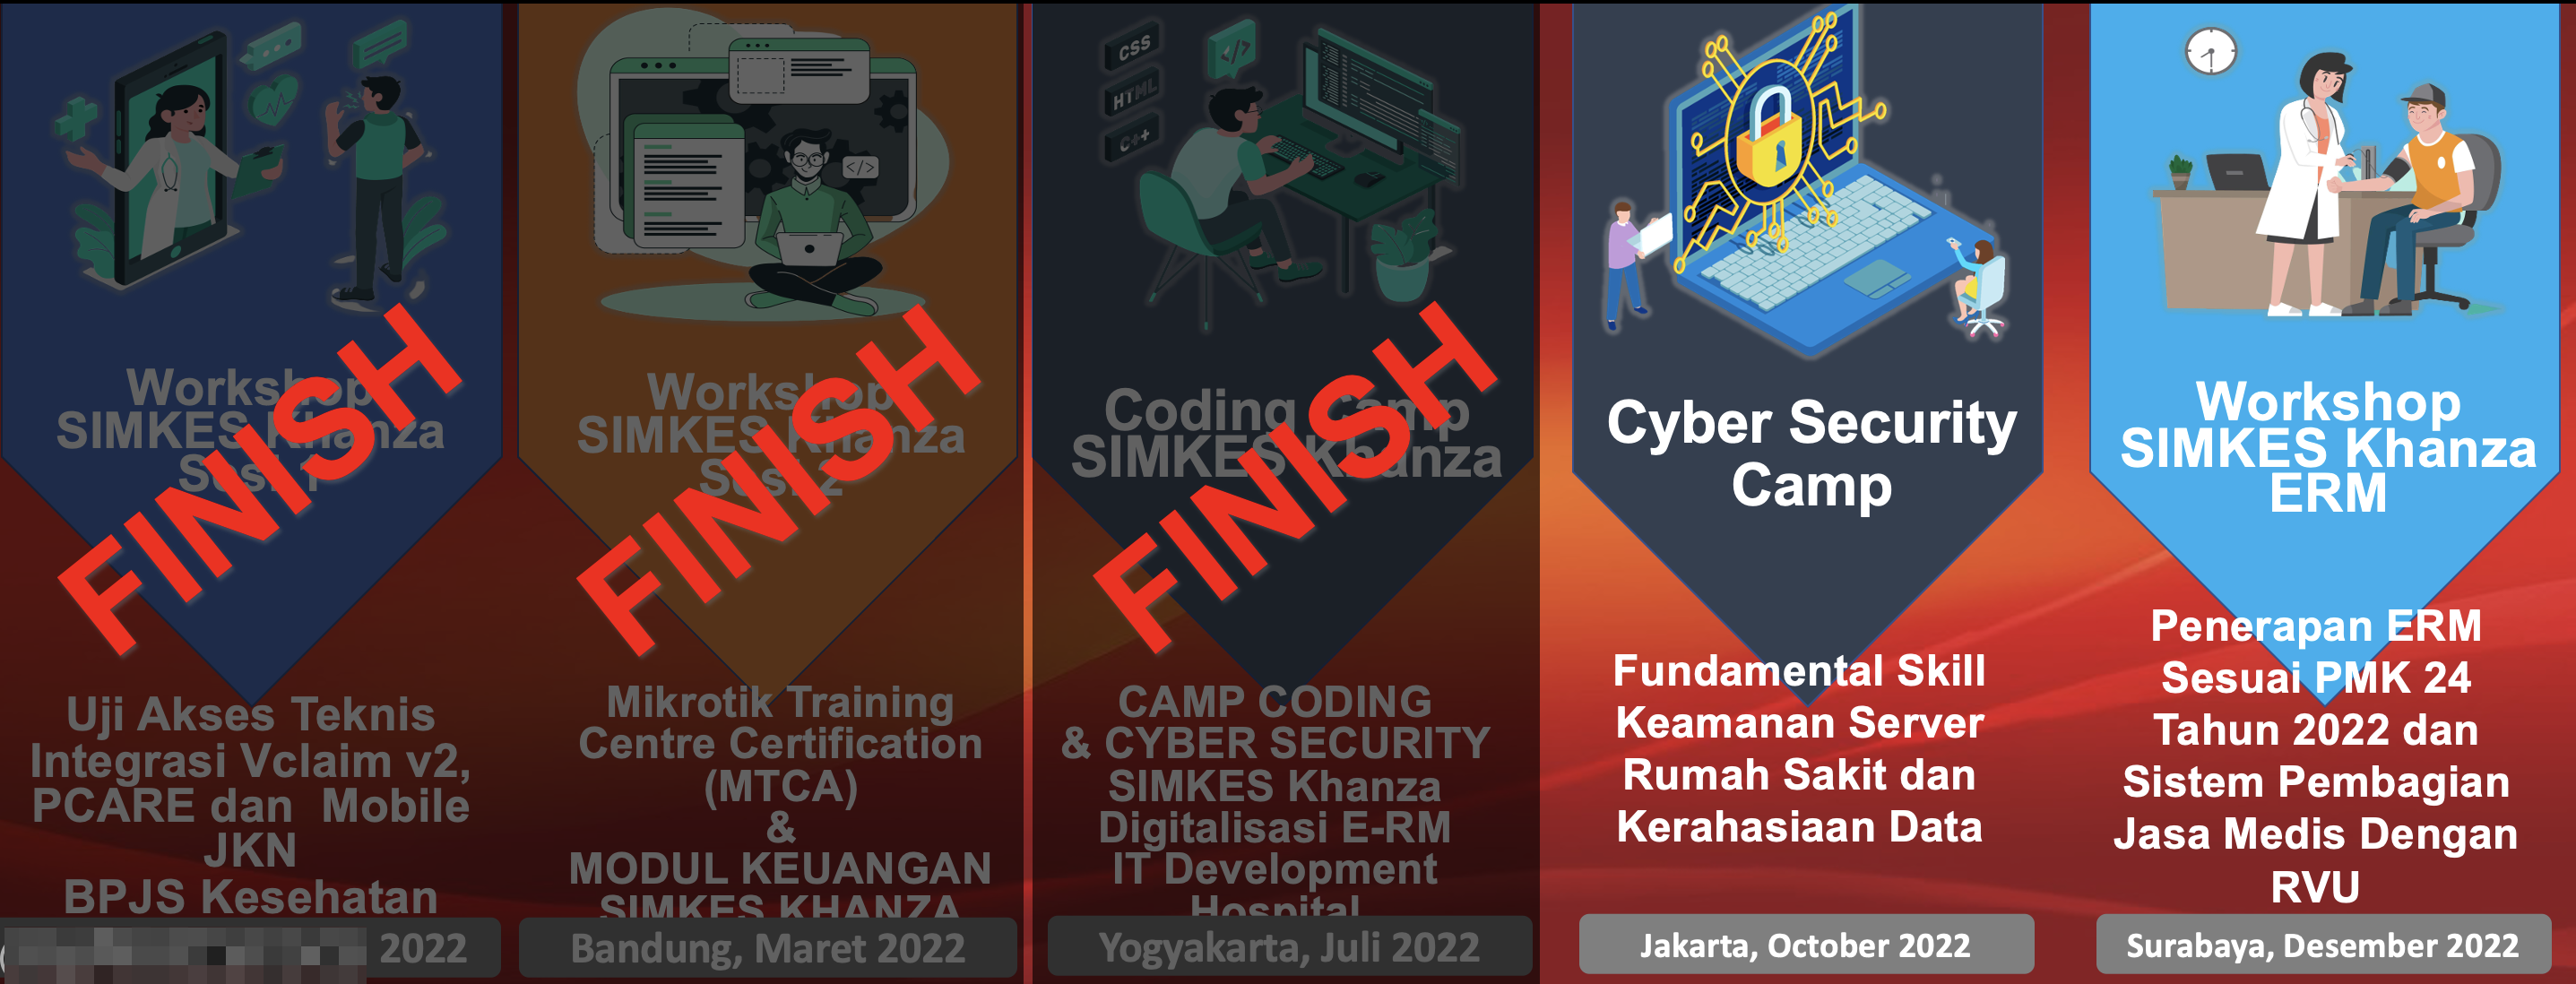 Workshop
SIMKES Khanza
Sesi 1
FINISH
Uji Akses Teknis
Integrasi Vclaim v2,
PCARE dan Mobile
JKN
BPJS Kesehatan
2022
</>
Workshop
SIMKES Khanza
Sesi 2
FINISH
Mikrotik Training
Centre Certification
(MTCA)
&
MODUL KEUANGAN
SIMKES KHANZA
Bandung, Maret 2022
CSS
HTML
C++
</>
Coding Camp
SIMKES Khanza
FINISH
CAMP CODING
& CYBER SECURITY
SIMKES Khanza
Digitalisasi E-RM
IT Development
Hospital
Yogyakarta, Juli 2022
Cyber Security
Camp
Fundamental Skill
Keamanan Server
Rumah Sakit dan
Kerahasiaan Data
Jakarta, October 2022
Workshop
SIMKES Khanza
ERM
Penerapan ERM
Sesuai PMK 24
Tahun 2022 dan
Sistem Pembagian
Jasa Medis Dengan
RVU
Surabaya, Desember 2022